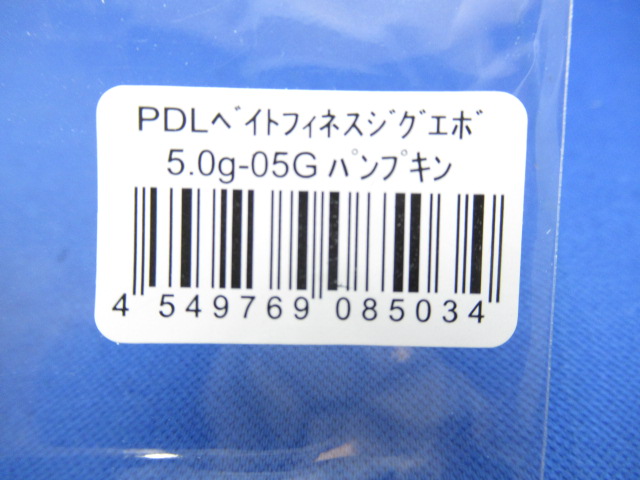 PDLﾍﾞｲﾄﾌｨﾈｽｼﾞｸﾞｴﾎﾞ
5.0g-05G ﾊﾟﾝﾌﾟｷﾝ
4 549769 085034